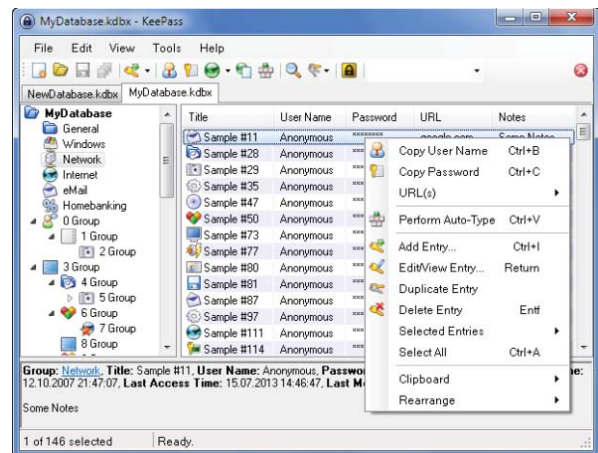 MyDatabase.kdbx - KeePass
File Edit View Tools Help
NewDatabase.kdbx MyDatabase.kdbx
MyDatabase
General
Windows
Network
Internet
eMail
Homebanking
0 Group
1 Group
2 Group
3 Group
4 Group
5 Group
6 Group
7 Group
8 Group
Title User Name Password URL Notes
Sample #11 Anonymous ******** google.com Some Notes
Sample #28 Anonymous
Sample #29 Anonymous
Sample #35 Anonymous
Sample #47 Anonymous
Sample #50 Anonymous
Sample #73 Anonymous
Sample #77 Anonymous
Sample #80 Anonymous
Sample #81 Anonymous
Sample #87 Anonymous
Sample #97 Anonymous
Sample #111 Anonymous
Sample #114 Anonymous
Copy User Name Ctrl+B
Copy Password Ctrl+C
URL(s)
Perform Auto-Type Ctrl+V
Add Entry... Ctrl+I
Edit/View Entry... Return
Duplicate Entry
Delete Entry Entf
Selected Entries
Select All Ctrl+A
Clipboard
Rearrange
Group: Network, Title: Sample #11, User Name: Anonymous,
12.10.2007 21:47:07, Last Access Time: 15.07.2013 14:46:47, Last
Some Notes
1 of 146 selected Ready.